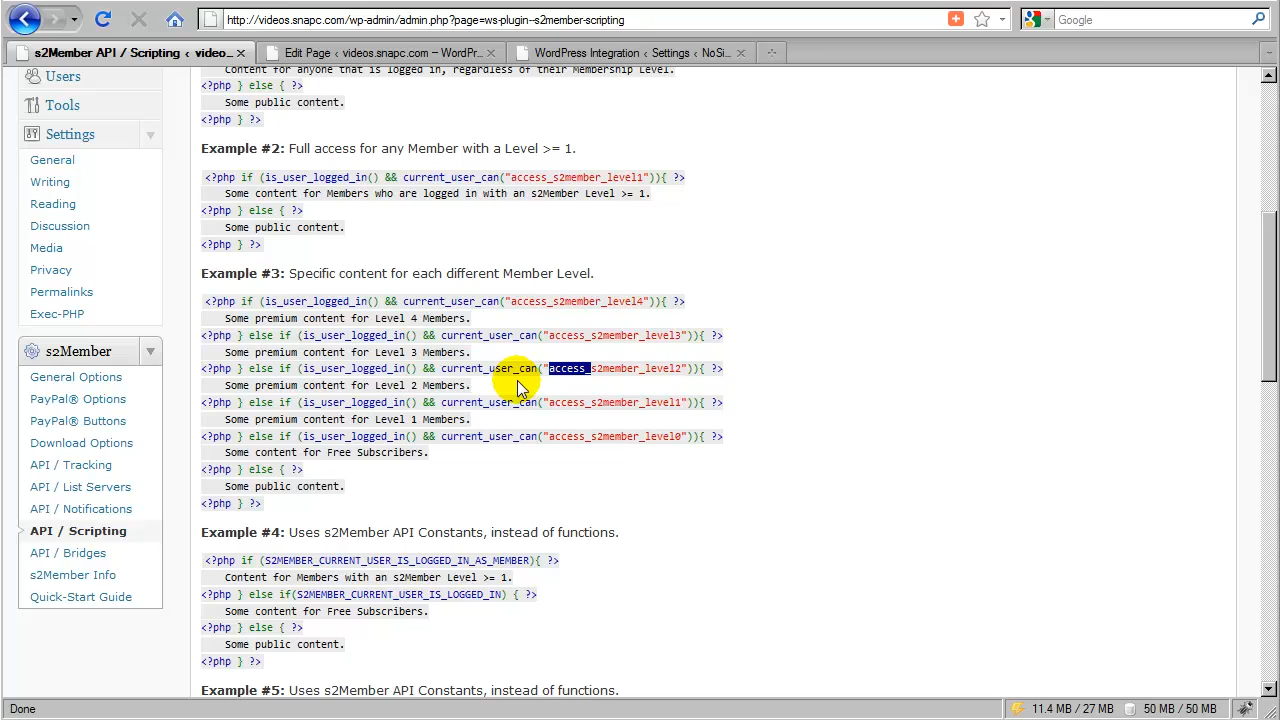 http://videos.snapc.com/wp-admin/admin.php?page=ws-plugin--s2member-scripting
Google
s2Member API / Scripting ‹ video...
Edit Page ‹ videos.snapc.com — WordPr...
WordPress Integration ‹ Settings ‹ NoSi...
Users
Tools
Settings
General
Writing
Reading
Discussion
Media
Privacy
Permalinks
Exec-PHP
s2Member
General Options
PayPal® Options
PayPal® Buttons
Download Options
API / Tracking
API / List Servers
API / Notifications
API / Scripting
API / Bridges
s2Member Info
Quick-Start Guide
Content for anyone that is logged in, regardless of their Membership Level.
<?php } else { ?>
Some public content.
<?php } ?>
Example #2: Full access for any Member with a Level >= 1.
<?php if (is_user_logged_in() && current_user_can("access_s2member_level1")){ ?>
Some content for Members who are logged in with an s2Member Level >= 1.
<?php } else { ?>
Some public content.
<?php } ?>
Example #3: Specific content for each different Member Level.
<?php if (is_user_logged_in() && current_user_can("access_s2member_level4")){ ?>
Some premium content for Level 4 Members.
<?php } else if (is_user_logged_in() && current_user_can("access_s2member_level3")){ ?>
Some premium content for Level 3 Members.
<?php } else if (is_user_logged_in() && current_user_can("access_s2member_level2")){ ?>
Some premium content for Level 2 Members.
<?php } else if (is_user_logged_in() && current_user_can("access_s2member_level1")){ ?>
Some premium content for Level 1 Members.
<?php } else if (is_user_logged_in() && current_user_can("access_s2member_level0")){ ?>
Some content for Free Subscribers.
<?php } else { ?>
Some public content.
<?php } ?>
Example #4: Uses s2Member API Constants, instead of functions.
<?php if (S2MEMBER_CURRENT_USER_IS_LOGGED_IN_AS_MEMBER){ ?>
Content for Members with an s2Member Level >= 1.
<?php } else if(S2MEMBER_CURRENT_USER_IS_LOGGED_IN) { ?>
Some content for Free Subscribers.
<?php } else { ?>
Some public content.
<?php } ?>
Example #5: Uses s2Member API Constants, instead of functions.
Done
11.4 MB / 27 MB
50 MB / 50 MB